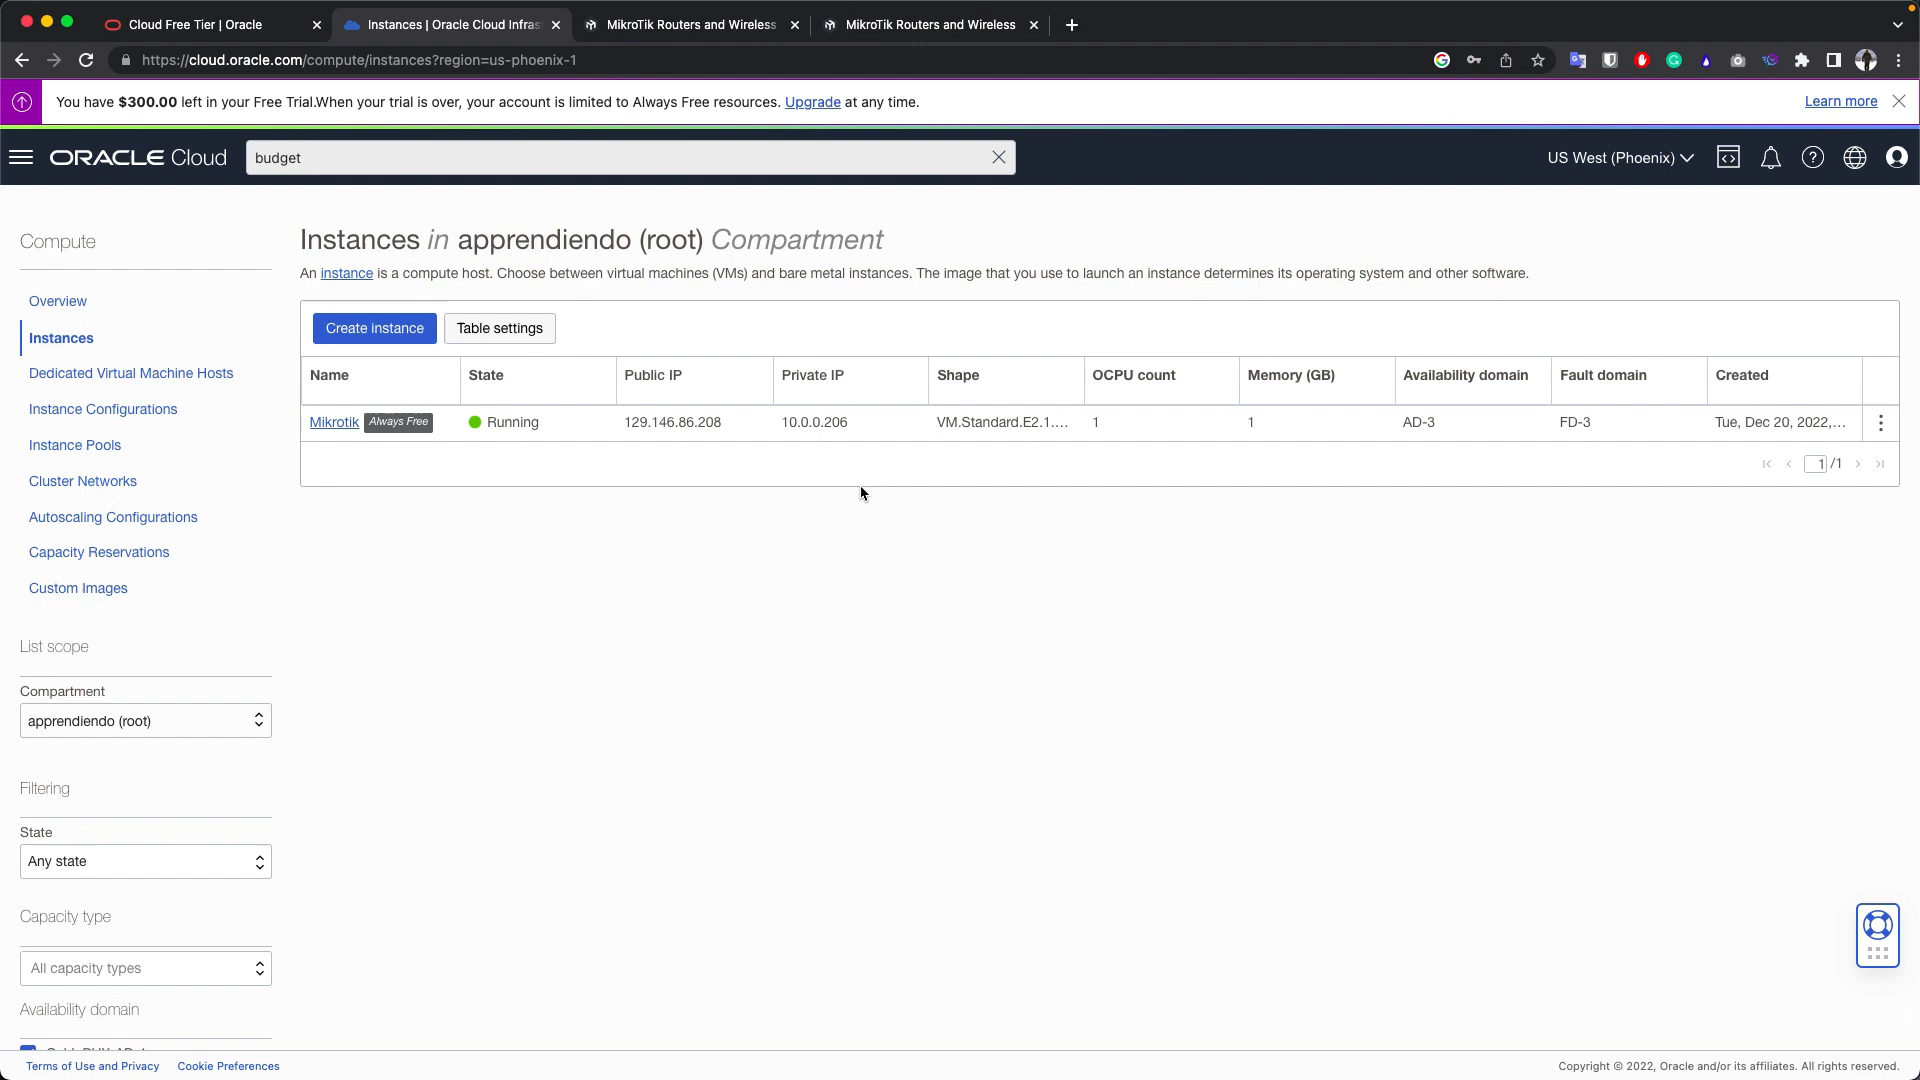 Cloud Free Tier | Oracle
Instances | Oracle Cloud Infras
MikroTik Routers and Wireless
MikroTik Routers and Wireless
https://cloud.oracle.com/compute/instances?region=us-phoenix-1
You have $300.00 left in your Free Trial.When your trial is over, your account is limited to Always Free resources. Upgrade at any time.
Learn more
ORACLE Cloud
budget
US West (Phoenix)
Compute
Overview
Instances
Dedicated Virtual Machine Hosts
Instance Configurations
Instance Pools
Cluster Networks
Autoscaling Configurations
Capacity Reservations
Custom Images
List scope
Compartment
apprendiendo (root)
Filtering
State
Any state
Capacity type
All capacity types
Availability domain
Instances in apprendiendo (root) Compartment
An instance is a compute host. Choose between virtual machines (VMs) and bare metal instances. The image that you use to launch an instance determines its operating system and other software.
Create instance Table settings
Name State Public IP Private IP Shape OCPU count Memory (GB) Availability domain Fault domain Created
Mikrotik Always Free Running 129.146.86.208 10.0.0.206 VM.Standard.E2.1.... 1 1 AD-3 FD-3 Tue, Dec 20, 2022,...
1 /1
Terms of Use and Privacy Cookie Preferences
Copyright © 2022, Oracle and/or its affiliates. All rights reserved.